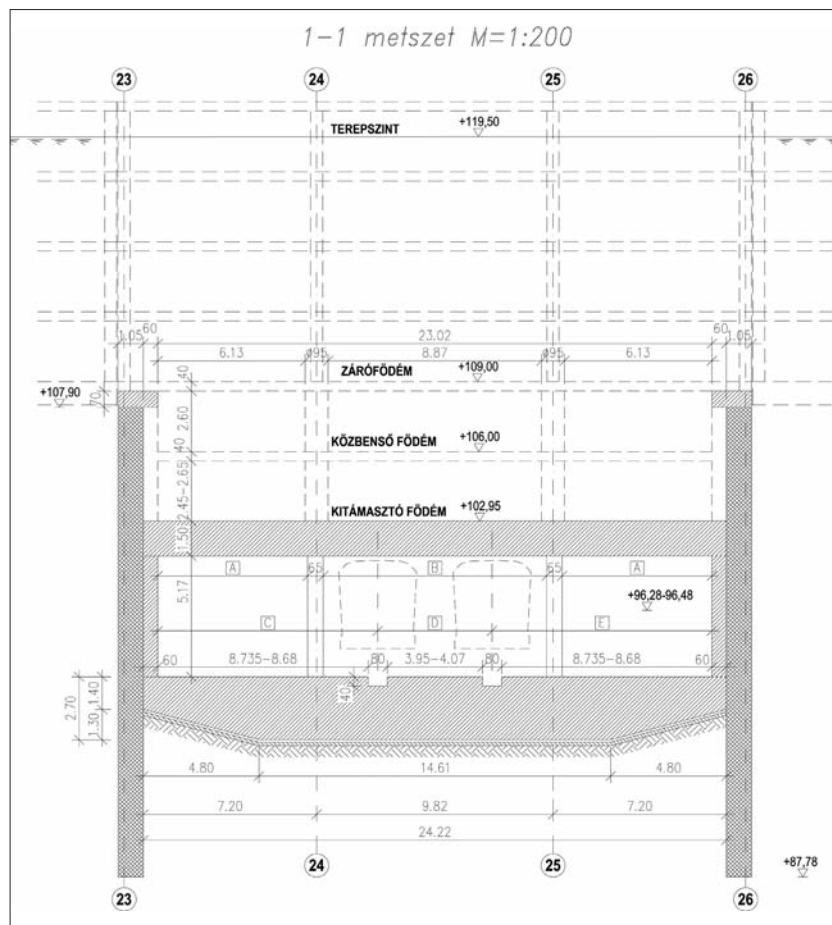 1-1 metszet M=1:200
23 24 25 26
+119,50
TEREPSZINT
60 23.02 60
1.05 1.05
6.13 ø95 8.87 ø95 6.13
40 ZÁRÓFÖDÉM +109,00
+107,90
70
2.60
40 KÖZBENSŐ FÖDÉM +106,00
2.45-2.65
KITÁMASZTÓ FÖDÉM +102,95
1.50
A 65 B 65 A
5.17
+96,28-96,48
C D E
60 8.735-8.68 80 3.95-4.07 80 8.735-8.68 60
40
2.70 1.40
1.30
4.80 14.61 4.80
7.20 9.82 7.20
24.22
24 25
+87,78
23 26